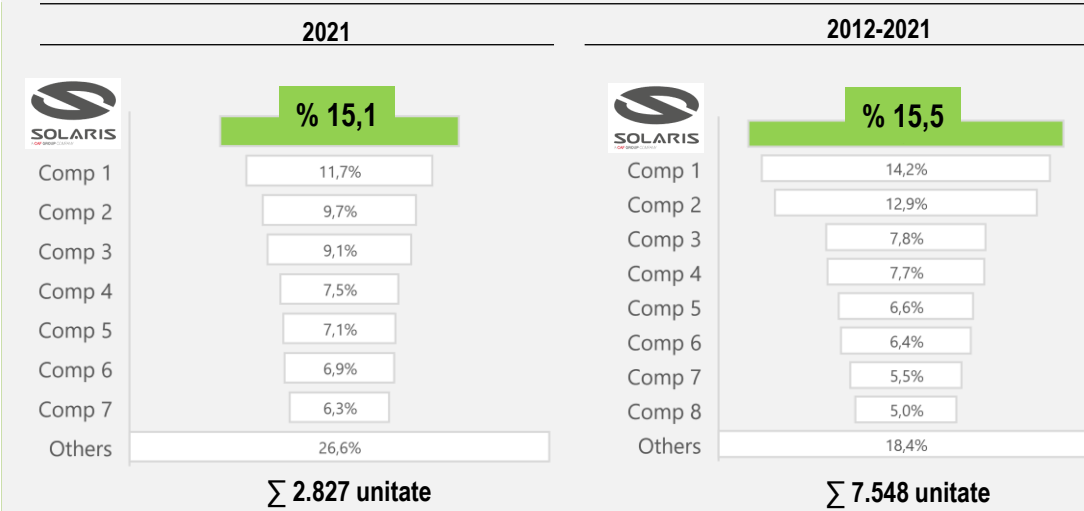 2021
SOLARIS
% 15,1
Comp 1
11,7%
Comp 2
9,7%
Comp 3
9,1%
Comp 4
7,5%
Comp 5
7,1%
Comp 6
6,9%
Comp 7
6,3%
Others
26,6%
∑ 2.827 unitate
2012-2021
SOLARIS
% 15,5
Comp 1
14,2%
Comp 2
12,9%
Comp 3
7,8%
Comp 4
7,7%
Comp 5
6,6%
Comp 6
6,4%
Comp 7
5,5%
Comp 8
5,0%
Others
18,4%
∑ 7.548 unitate